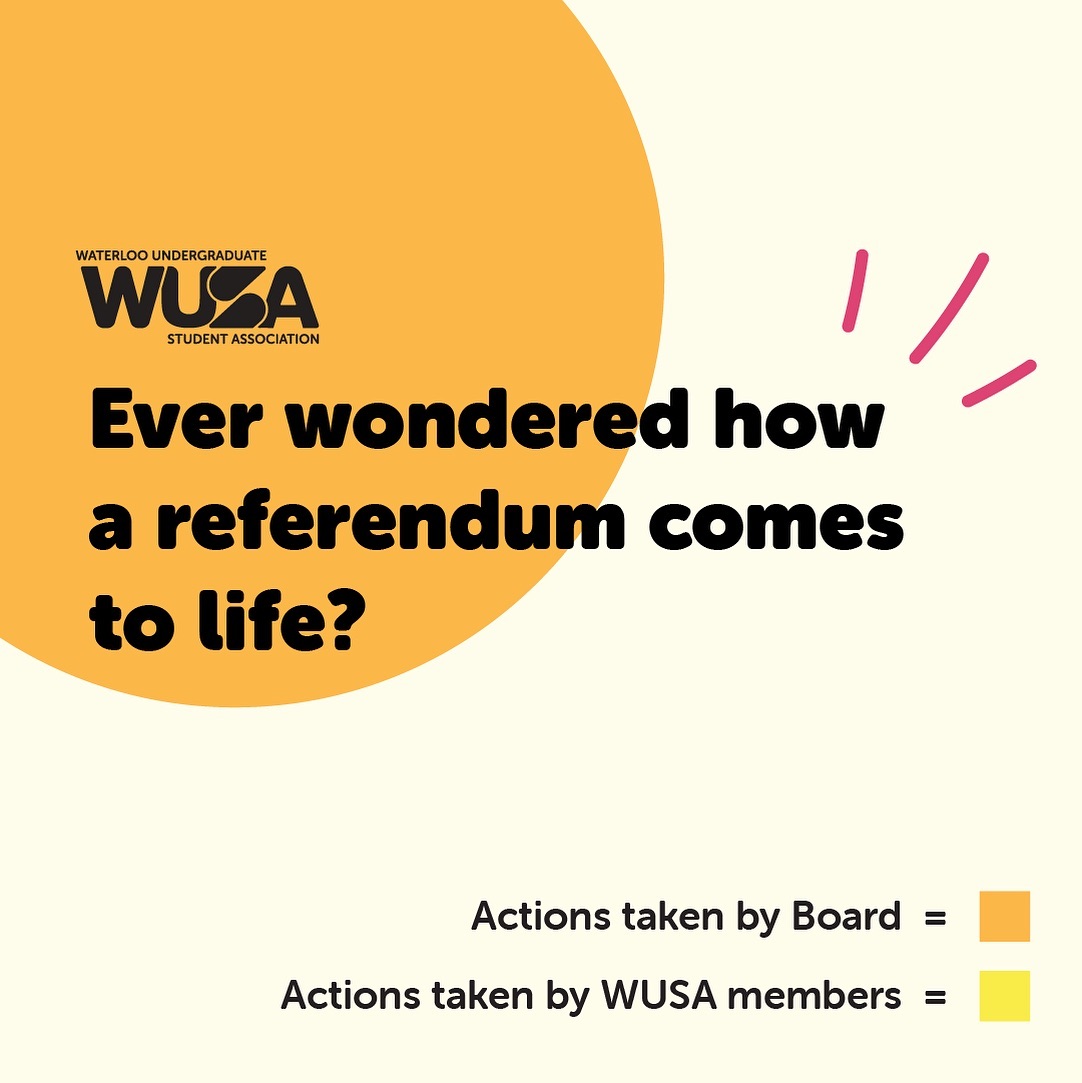 WATERLOO UNDERGRADUATE
WUSA
STUDENT ASSOCIATION
Ever wondered how
a referendum comes
to life?
Actions taken by Board =
Actions taken by WUSA members =